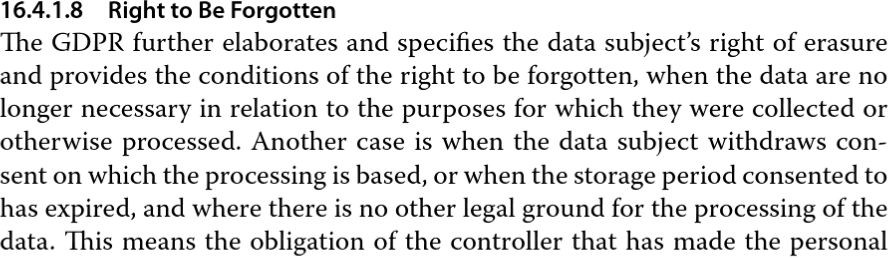 16.4.1.8 Right to Be Forgotten
The GDPR further elaborates and specifies the data subject’s right of erasure
and provides the conditions of the right to be forgotten, when the data are no
longer necessary in relation to the purposes for which they were collected or
otherwise processed. Another case is when the data subject withdraws con-
sent on which the processing is based, or when the storage period consented to
has expired, and where there is no other legal ground for the processing of the
data. This means the obligation of the controller that has made the personal